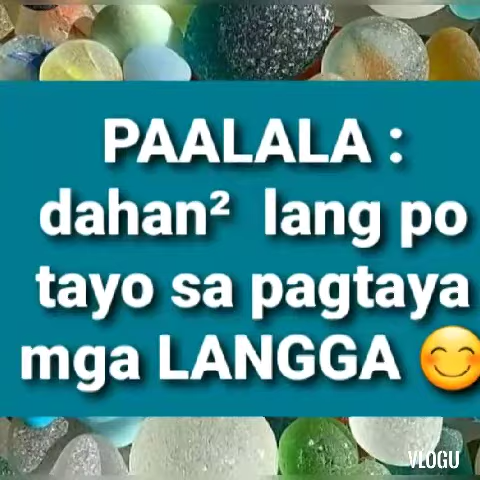 PAALALA :
dahan² lang po
tayo sa pagtaya
mga LANGGA 😊
VLOGU